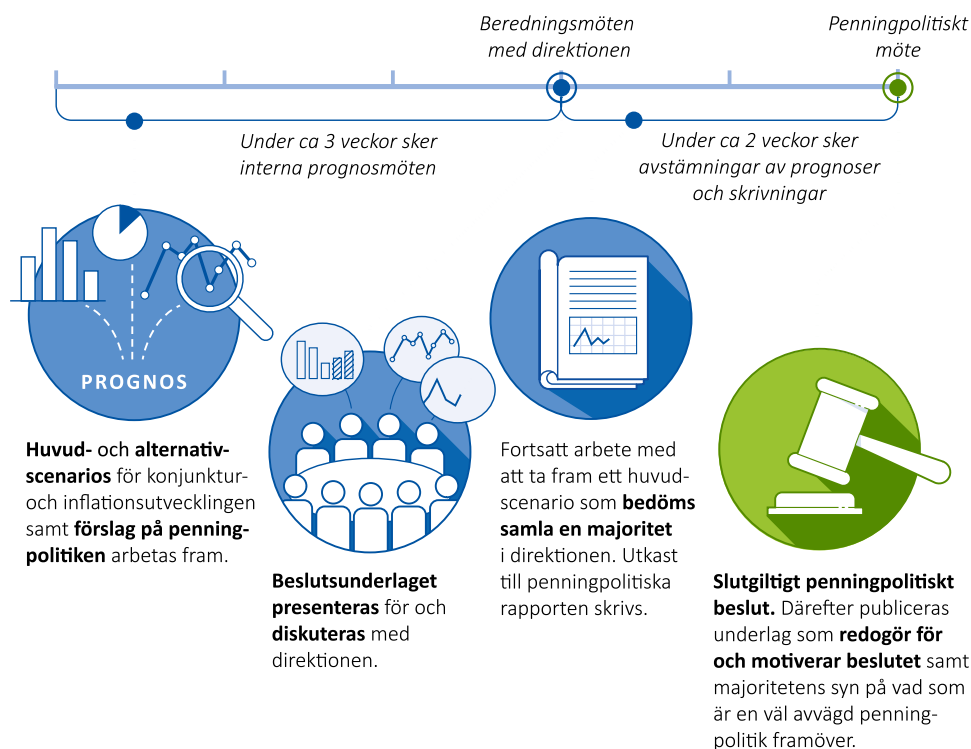 Beredningsmöten
med direktionen
Penningpolitiskt
möte
Under ca 3 veckor sker
interna prognosmöten
Under ca 2 veckor sker
avstämningar av prognoser
och skrivningar
PROGNOS
Huvud- och alternativ-
scenarios för konjunktur-
och inflationsutvecklingen
samt förslag på penning-
politiken arbetas fram.
Beslutsunderlaget
presenteras för och
diskuteras med
direktionen.
Fortsatt arbete med
att ta fram ett huvud-
scenario som bedöms
samla en majoritet
i direktionen. Utkast
till penningpolitiska
rapporten skrivs.
Slutgiltigt penningpolitiskt
beslut. Därefter publiceras
underlag som redogör för
och motiverar beslutet samt
majoritetens syn på vad som
är en väl avvägd penning-
politik framöver.